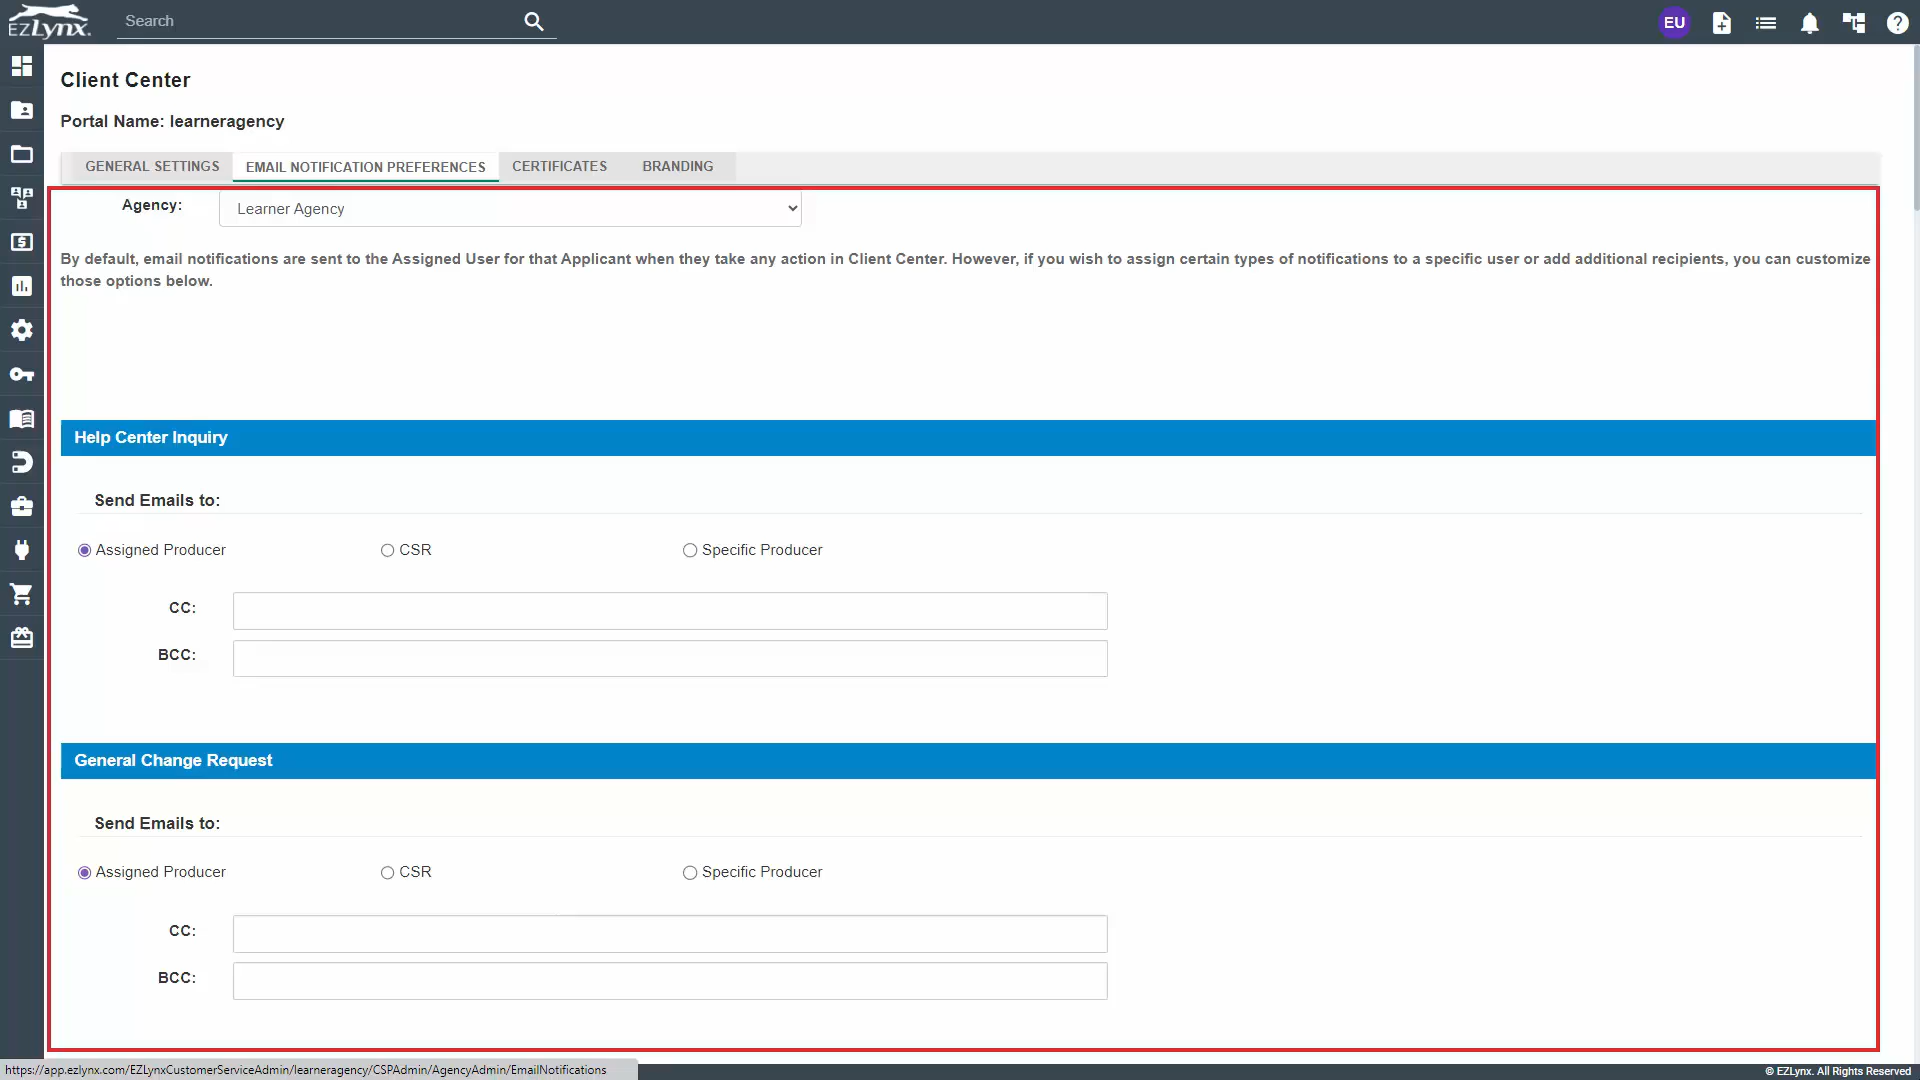 EZLynx.
Search
EU
Client Center
Portal Name: learneragency
GENERAL SETTINGS EMAIL NOTIFICATION PREFERENCES CERTIFICATES BRANDING
Agency: Learner Agency
By default, email notifications are sent to the Assigned User for that Applicant when they take any action in Client Center. However, if you wish to assign certain types of notifications to a specific user or add additional recipients, you can customize
those options below.
Help Center Inquiry
Send Emails to:
Assigned Producer CSR Specific Producer
CC:
BCC:
General Change Request
Send Emails to:
Assigned Producer CSR Specific Producer
CC:
BCC:
https://app.ezlynx.com/EZLynxCustomerServiceAdmin/learneragency/CSPAdmin/AgencyAdmin/EmailNotifications
© EZLynx. All Rights Reserved